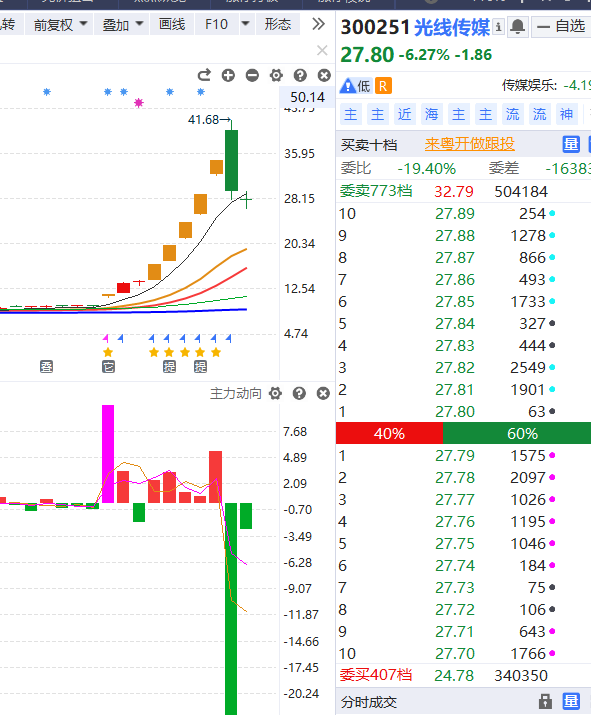 转 前复权 叠加 画线 F10 形态
300251 光线传媒 自选
27.80 -6.27% -1.86
低 R 传媒娱乐: -4.1
主 主 近 海 主 主 流 流 神
50.14
41.68
35.95
28.15
20.34
12.54
4.74
买卖十档 来粤开做跟投 量
委比 -19.40% 委差 -1638
委卖773档 32.79 504184
10 27.89 254
9 27.88 1278
8 27.87 866
7 27.86 493
6 27.85 1733
5 27.84 327
4 27.83 444
3 27.82 2549
2 27.81 1901
1 27.80 63
40% 60%
1 27.79 1575
2 27.78 2097
3 27.77 1026
4 27.76 1195
5 27.75 1046
6 27.74 184
7 27.73 75
8 27.72 106
9 27.71 643
10 27.70 1766
委买407档 24.78 340350
分时成交 量
它 提 提
主力动向
7.68
4.89
2.09
-0.70
-3.49
-6.28
-9.07
-11.87
-14.66
-17.45
-20.24